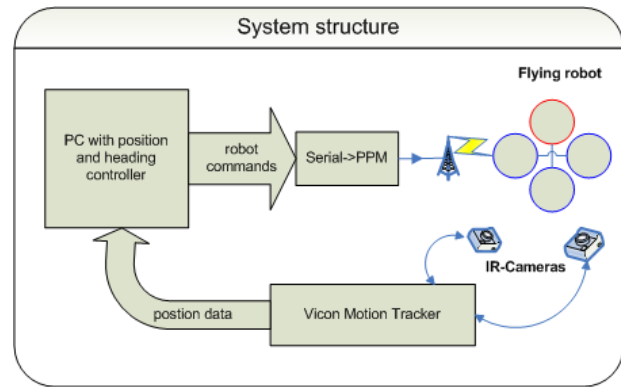 System structure
Flying robot
PC with position
and heading
controller
robot
commands
Serial->PPM
IR-Cameras
postion data
Vicon Motion Tracker